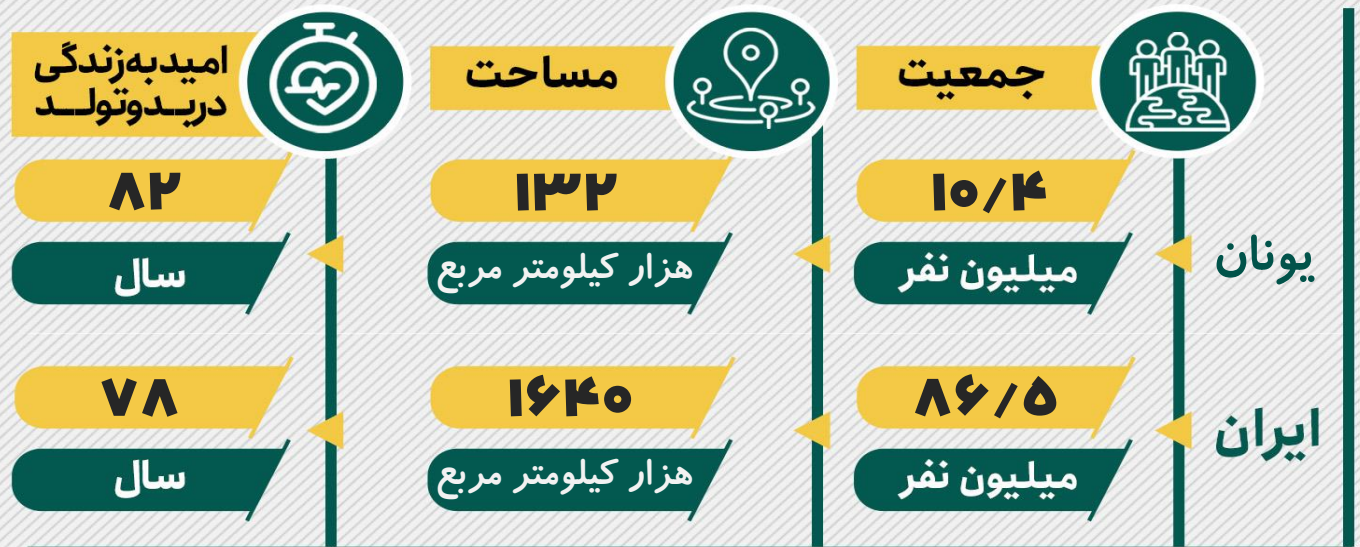 جمعیت
مساحت
امیدبه‌زندگی
دربــدوتولــد
یونان
۱۰/۴
میلیون نفر
۱۳۲
هزار کیلومتر مربع
۸۲
سال
ایران
۸۶/۵
میلیون نفر
۱۶۴۰
هزار کیلومتر مربع
۷۸
سال